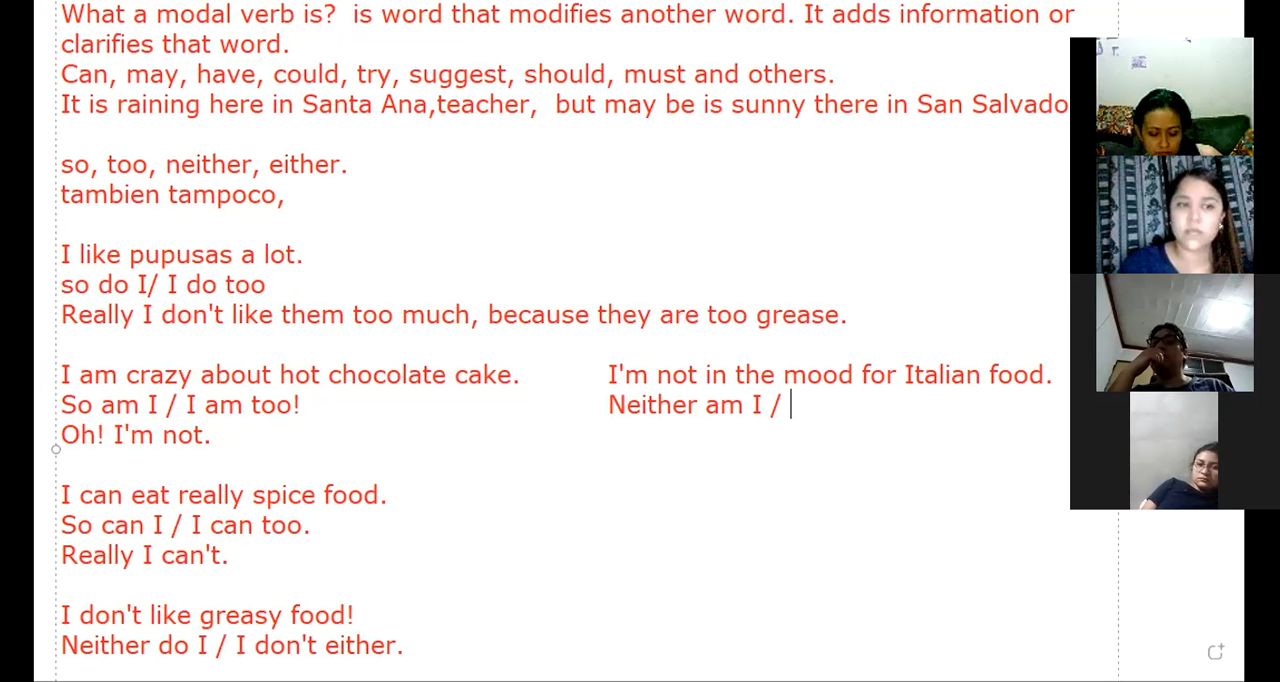 What a modal verb is?  is word that modifies another word. It adds information or
clarifies that word.
Can, may, have, could, try, suggest, should, must and others.
It is raining here in Santa Ana,teacher,  but may be is sunny there in San Salvado
so, too, neither, either.
tambien tampoco,
I like pupusas a lot.
so do I/ I do too
Really I don't like them too much, because they are too grease.
I am crazy about hot chocolate cake.
So am I / I am too!
Oh! I'm not.
I'm not in the mood for Italian food.
Neither am I /
I can eat really spice food.
So can I / I can too.
Really I can't.
I don't like greasy food!
Neither do I / I don't either.